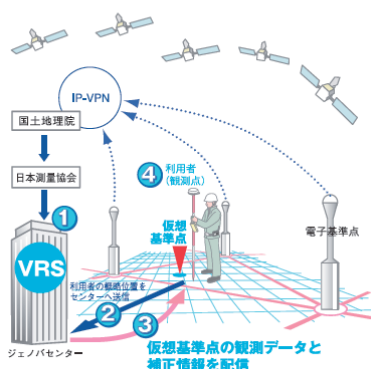 IP-VPN
国土地理院
日本測量協会
1
VRS
ジェノバセンター
4 利用者
(観測点)
仮想
基準点
電子基準点
利用者の概略位置を
センターへ送信
2
3
仮想基準点の観測データと
補正情報を配信